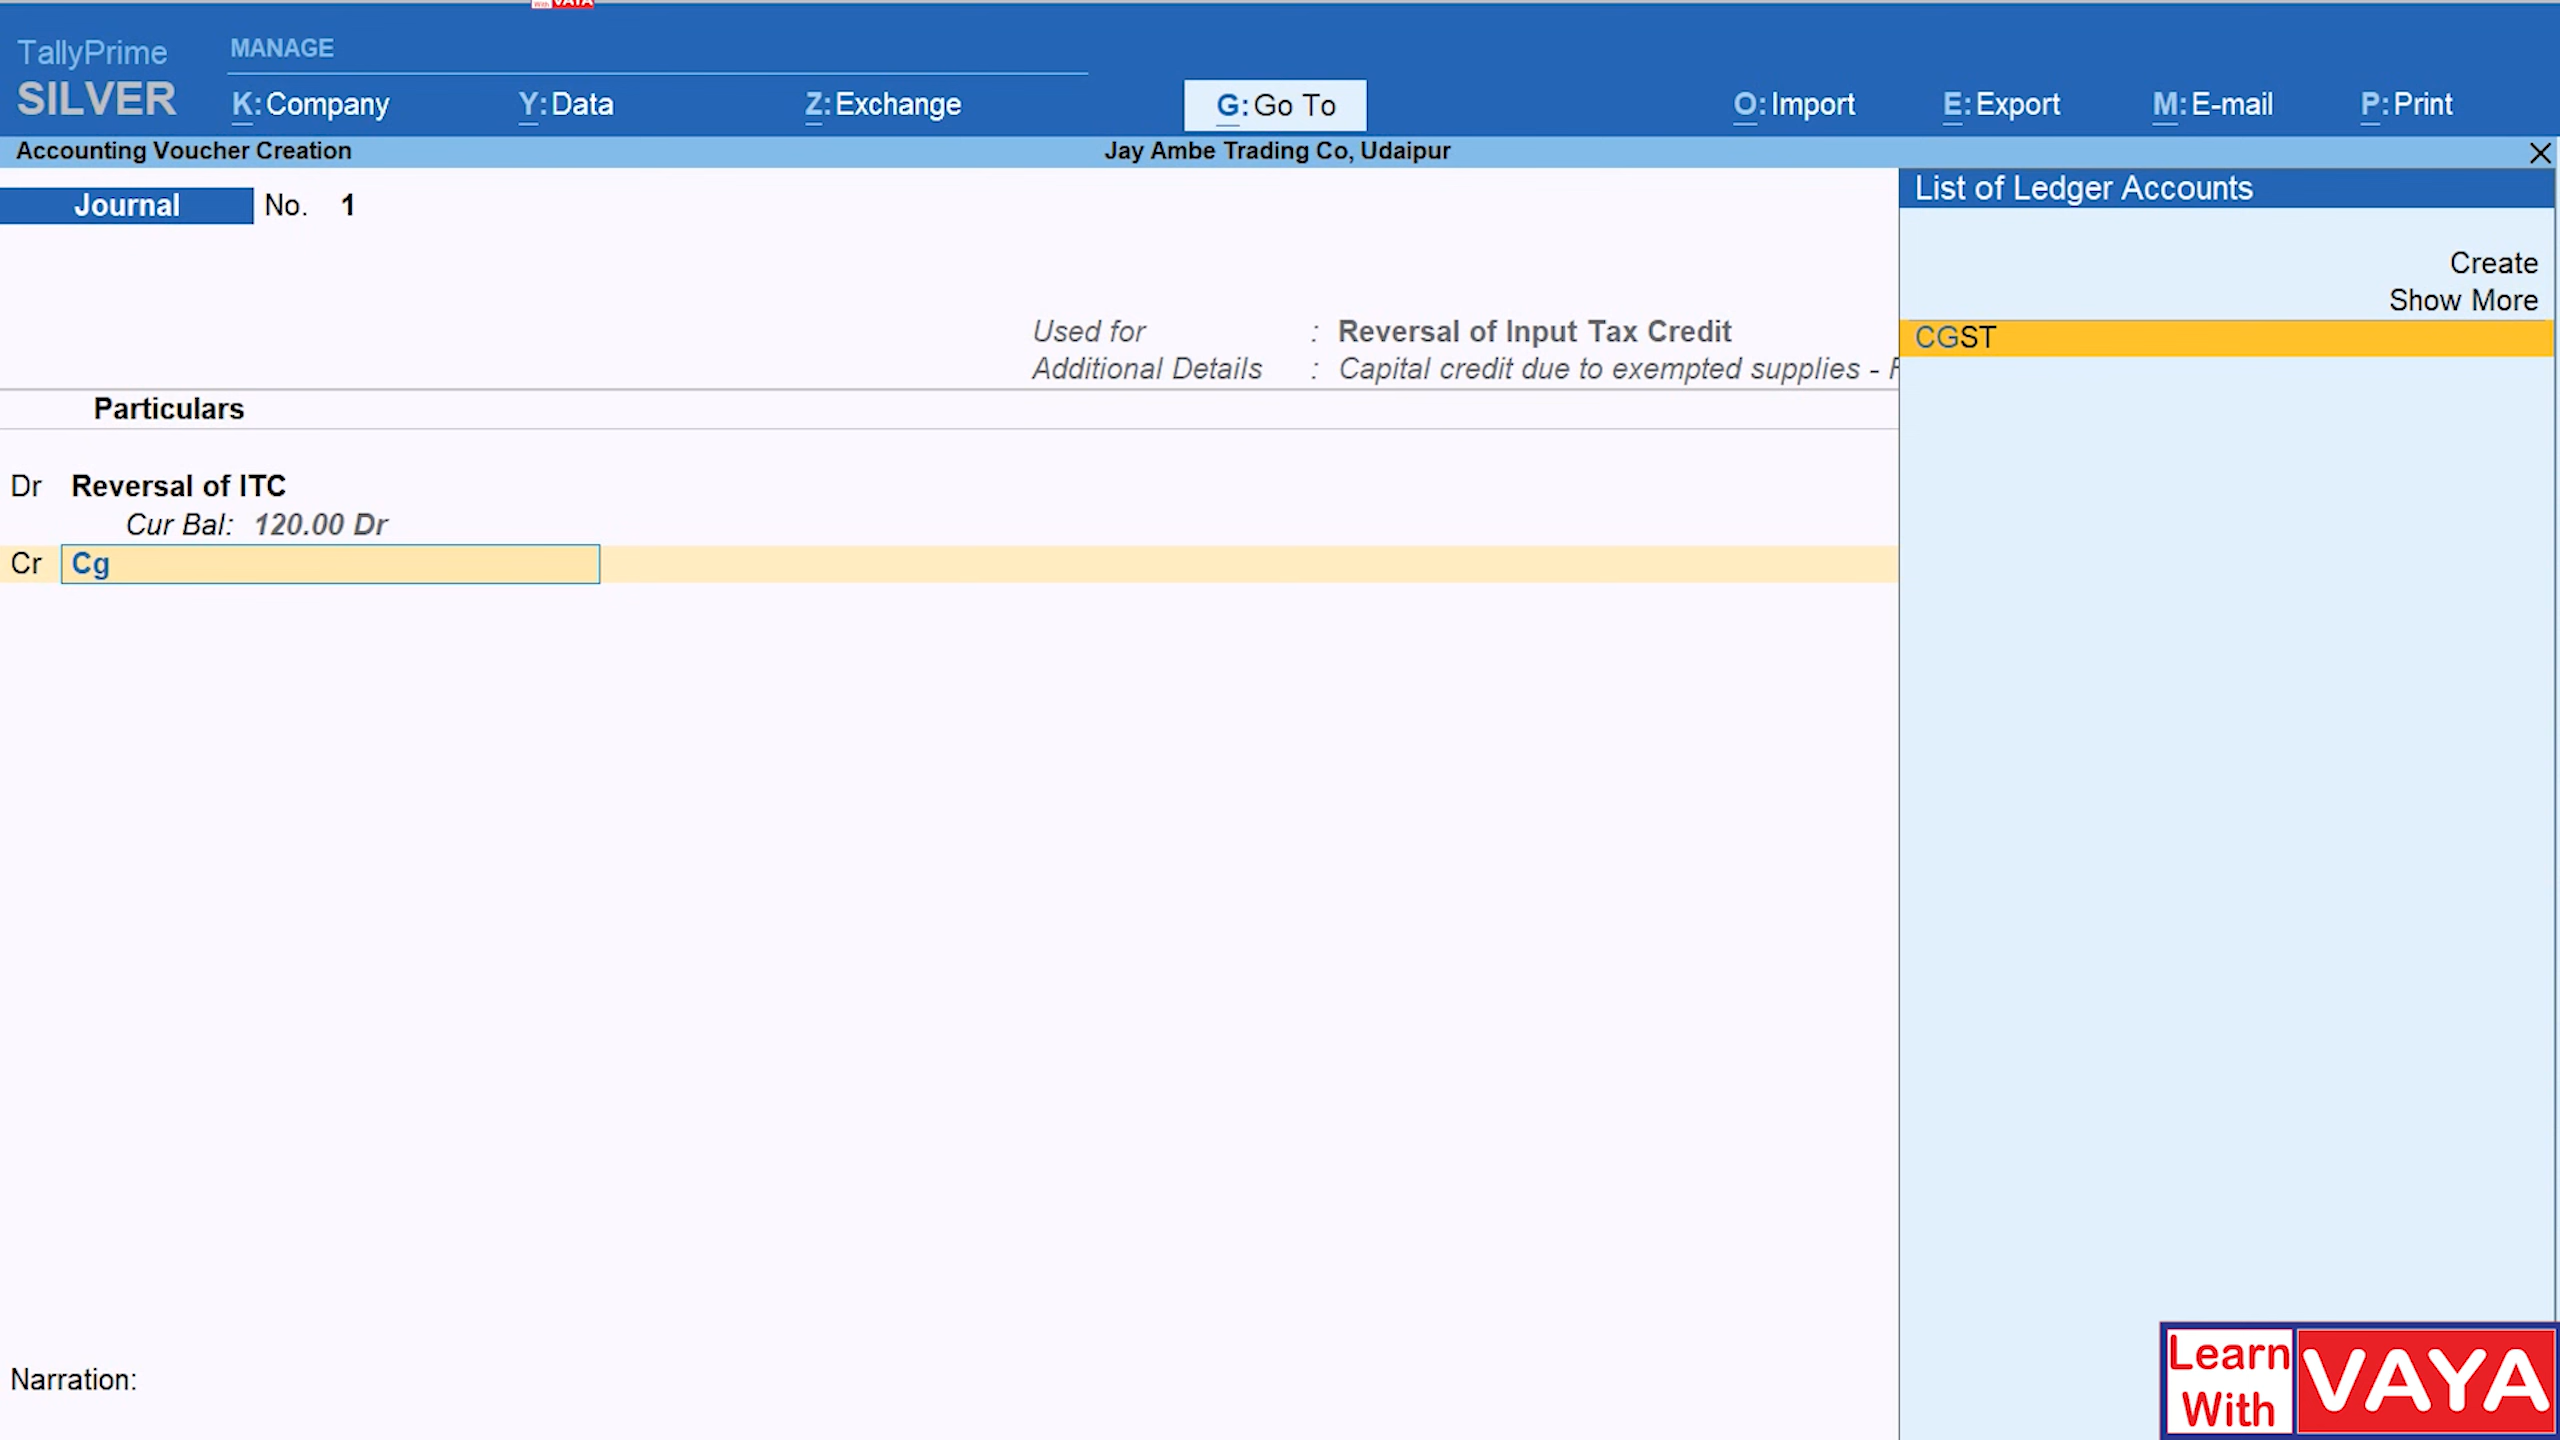 With VAYA
TallyPrime
SILVER
MANAGE
K:Company Y:Data Z:Exchange G:Go To O:Import E:Export M:E-mail P:Print
Accounting Voucher Creation Jay Ambe Trading Co, Udaipur
Journal No. 1
List of Ledger Accounts
Create
Show More
CGST
Used for : Reversal of Input Tax Credit
Additional Details : Capital credit due to exempted supplies -
Particulars
Dr Reversal of ITC
Cur Bal: 120.00 Dr
Cr Cg
Narration:
Learn With VAYA